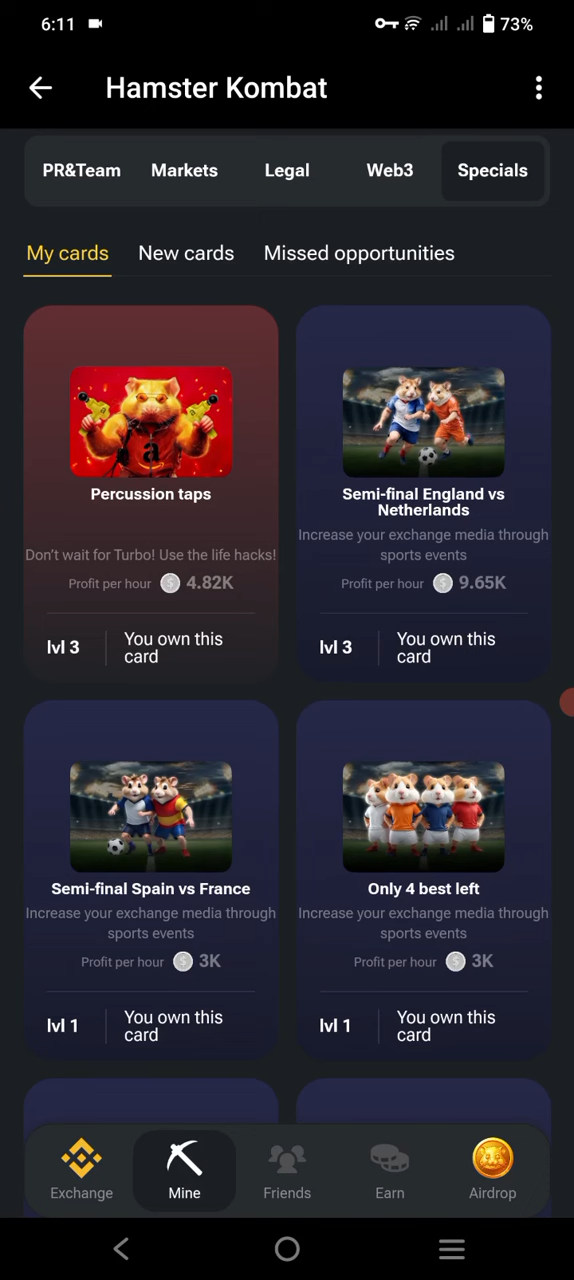 6:11
73%
Hamster Kombat
PR&Team Markets Legal Web3 Specials
My cards New cards Missed opportunities
Percussion taps
Don't wait for Turbo! Use the life hacks!
Profit per hour 4.82K
lvl 3
You own this
card
Semi-final England vs
Netherlands
Increase your exchange media through
sports events
Profit per hour 9.65K
lvl 3
You own this
card
Semi-final Spain vs France
Increase your exchange media through
sports events
Profit per hour 3K
lvl 1
You own this
card
Only 4 best left
Increase your exchange media through
sports events
Profit per hour 3K
lvl 1
You own this
card
Exchange Mine Friends Earn Airdrop